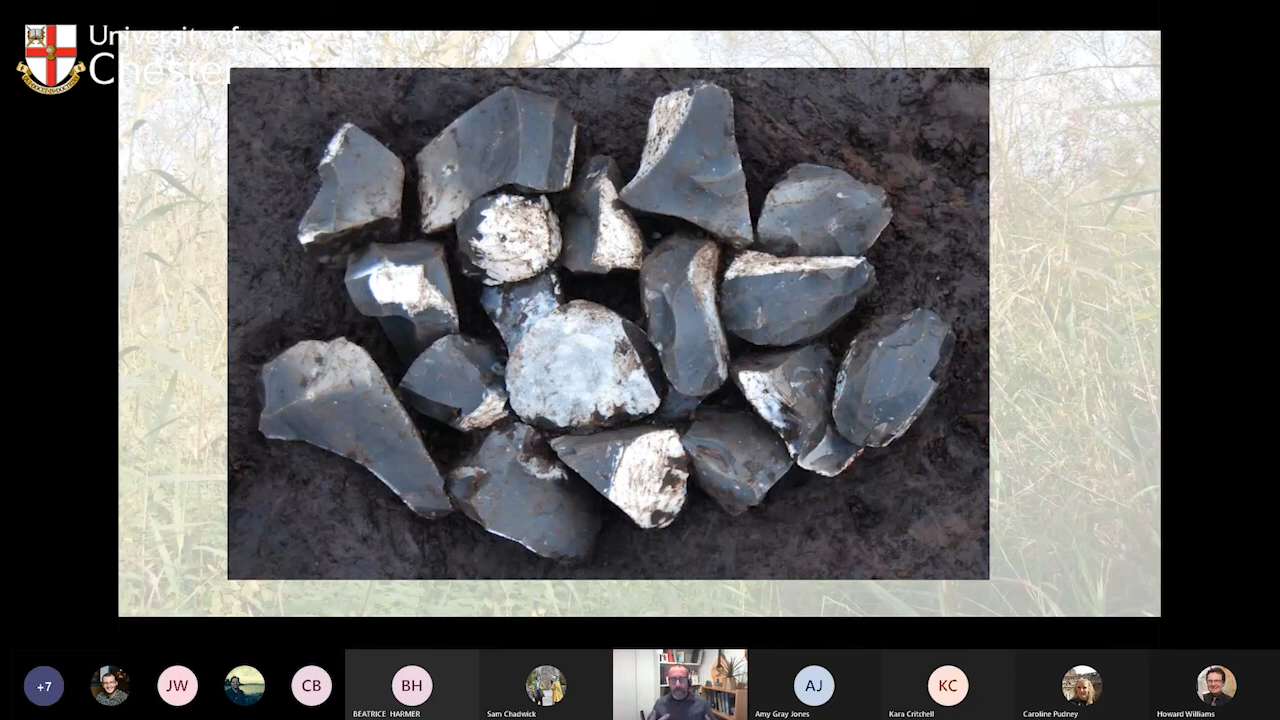 University of
Chester
+7
JW
CB
BH
AJ
KC
BEATRICE HARMER
Sam Chadwick
Amy Gray Jones
Kara Critchell
Caroline Pudney
Howard Williams